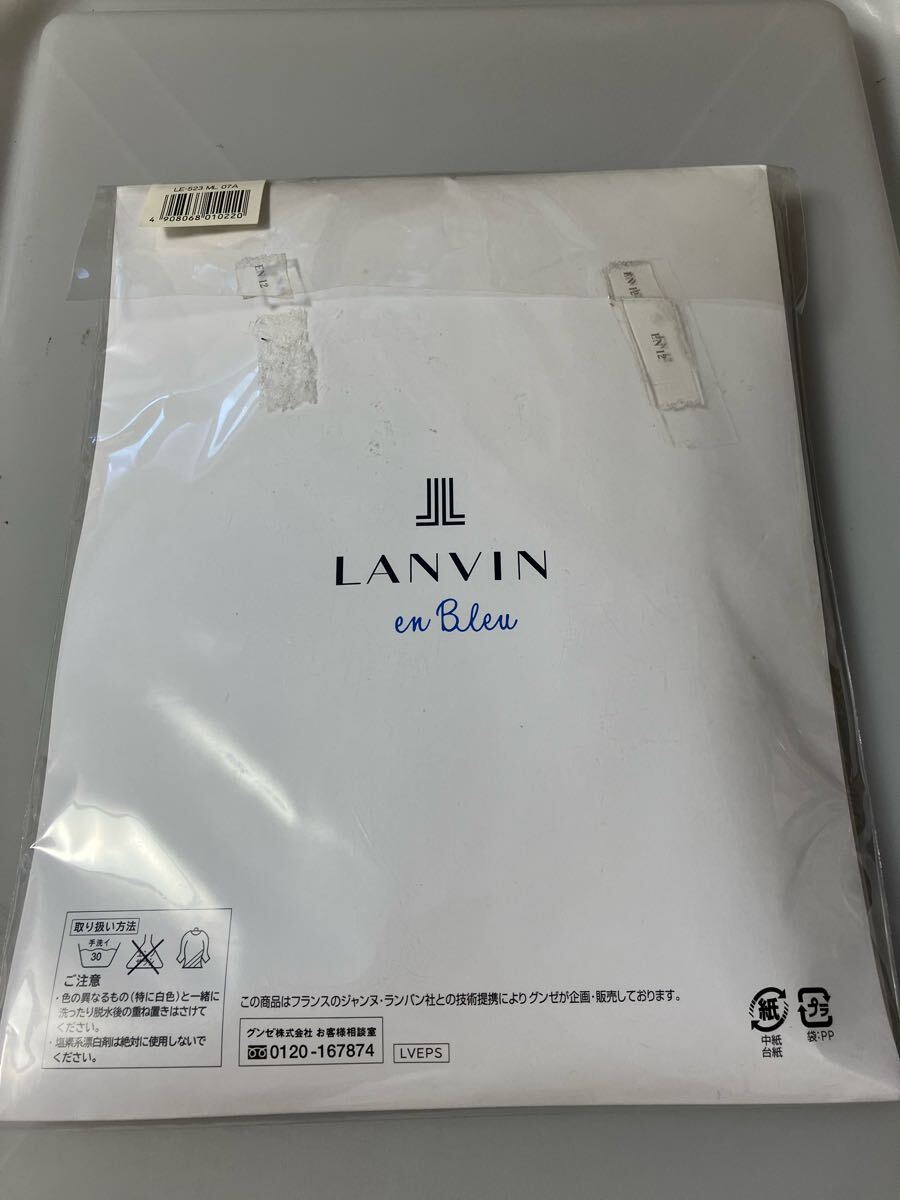 LE-523 ML 07A
4 908068 010220
EN 12
EN 12
EN 12
LANVIN
en Bleu
取り扱い方法
手洗イ
30
ご注意
・色の異なるもの(特に白色)と一緒に
洗ったり脱水後の重ね置きはさけて
ください。
・塩素系漂白剤は絶対に使用しないで
ください。
この商品はフランスのジャンヌ・ランバン社との技術提携によりグンゼが企画・販売しております。
グンゼ株式会社 お客様相談室
0120-167874
LVEPS
紙
中紙
台紙
プラ
袋:PP